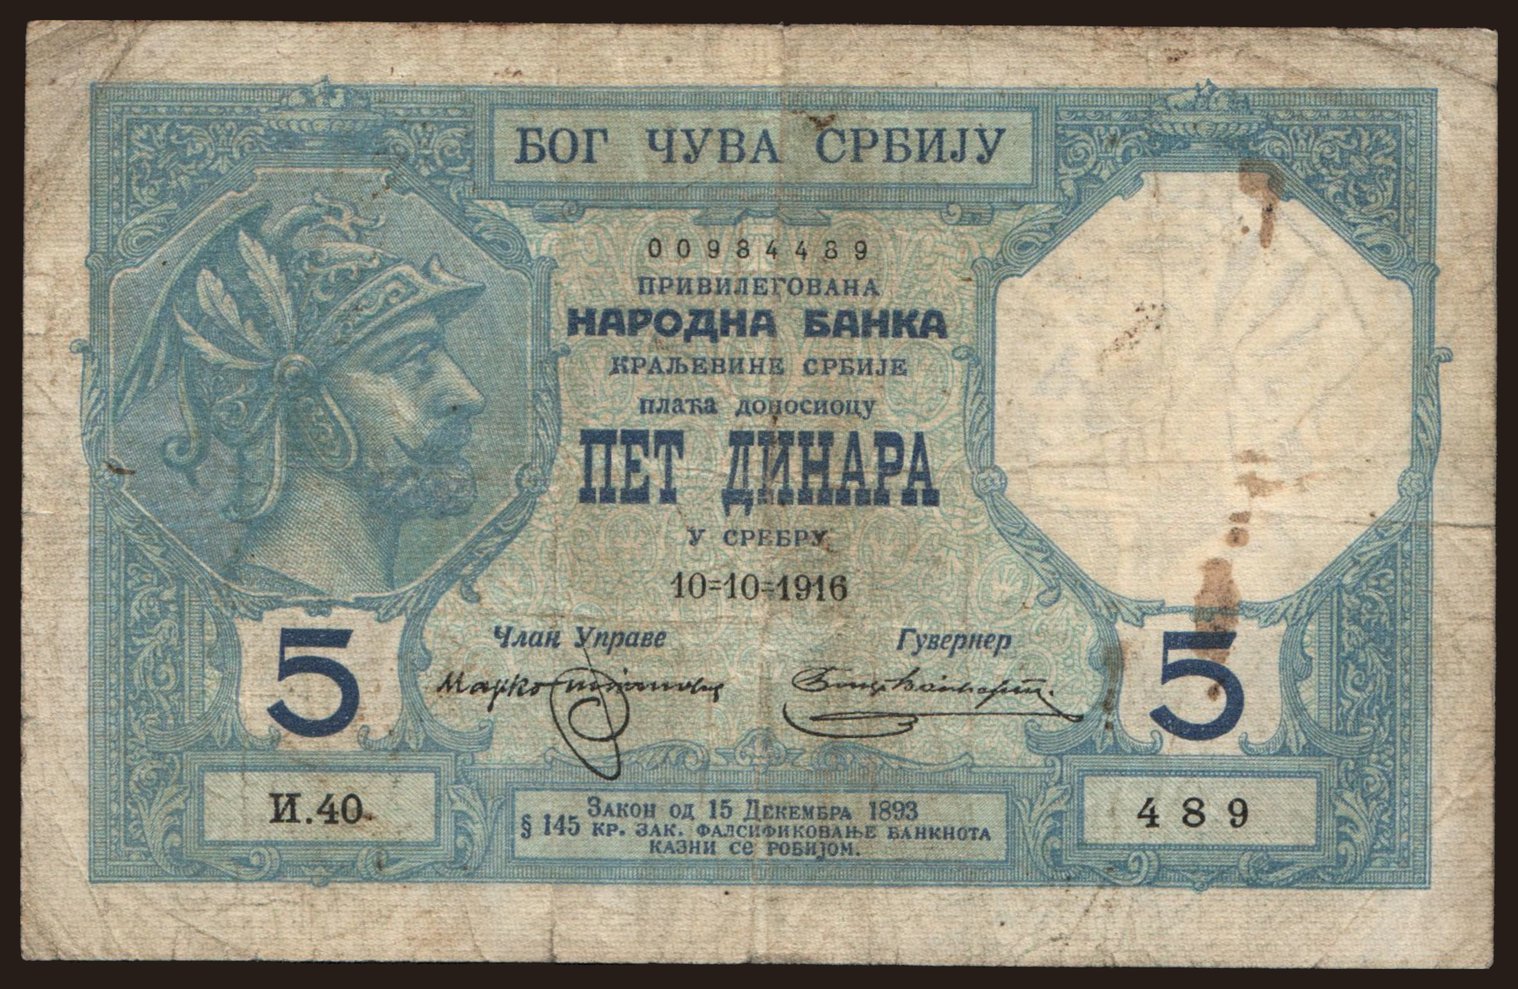 БОГ ЧУВА СРБИЈУ
00984489
ПРИВИЛЕГОВАНА
НАРОДНА БАНКА
КРАЉЕВИНЕ СРБИЈЕ
ПЛАЋА ДОНОСИОЦУ
ПЕТ ДИНАРА
У СРЕБРУ
10=10=1916
Члан Управе Гувернер
Марко
5 5
И.40. 489
ЗАКОН ОД 15 ДЕКЕМБРА 1893
§ 145 КР. ЗАК. ФАЛСИФИКОВАЊЕ БАНКНОТА
КАЗНИ СЕ РОБИЈОМ.